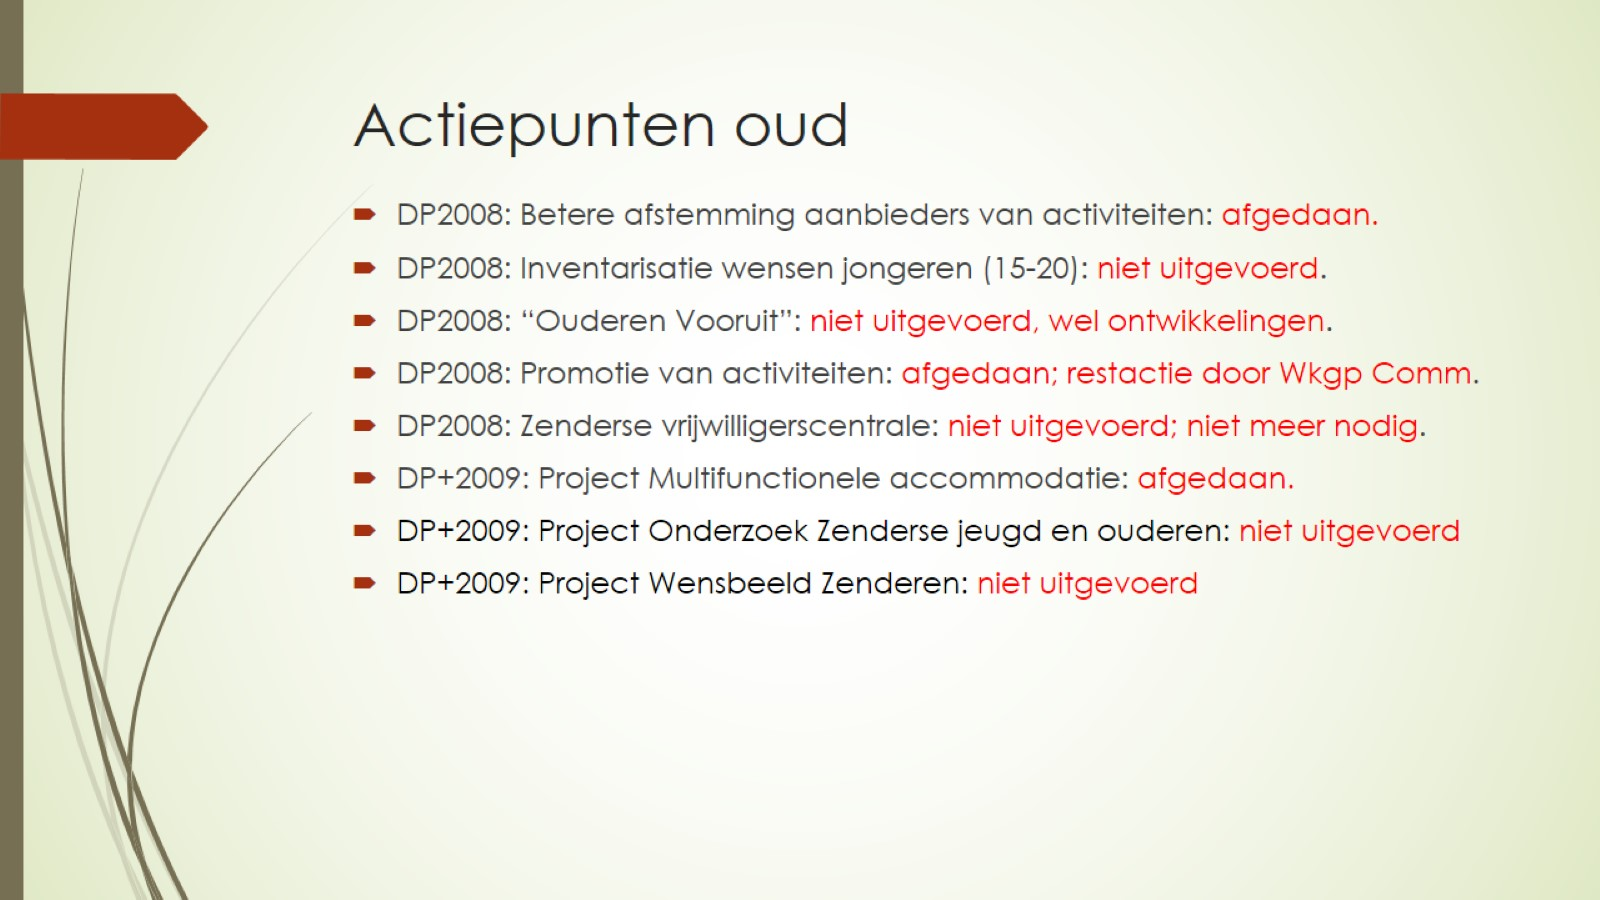 Actiepunten oud
DP2008: Betere afstemming aanbieders van activiteiten: afgedaan.
DP2008: Inventarisatie wensen jongeren (15-20): niet uitgevoerd.
DP2008: “Ouderen Vooruit”: niet uitgevoerd, wel ontwikkelingen.
DP2008: Promotie van activiteiten: afgedaan; restactie door Wkgp Comm.
DP2008: Zenderse vrijwilligerscentrale: niet uitgevoerd; niet meer nodig.
DP+2009: Project Multifunctionele accommodatie: afgedaan.
DP+2009: Project Onderzoek Zenderse jeugd en ouderen: niet uitgevoerd
DP+2009: Project Wensbeeld Zenderen: niet uitgevoerd